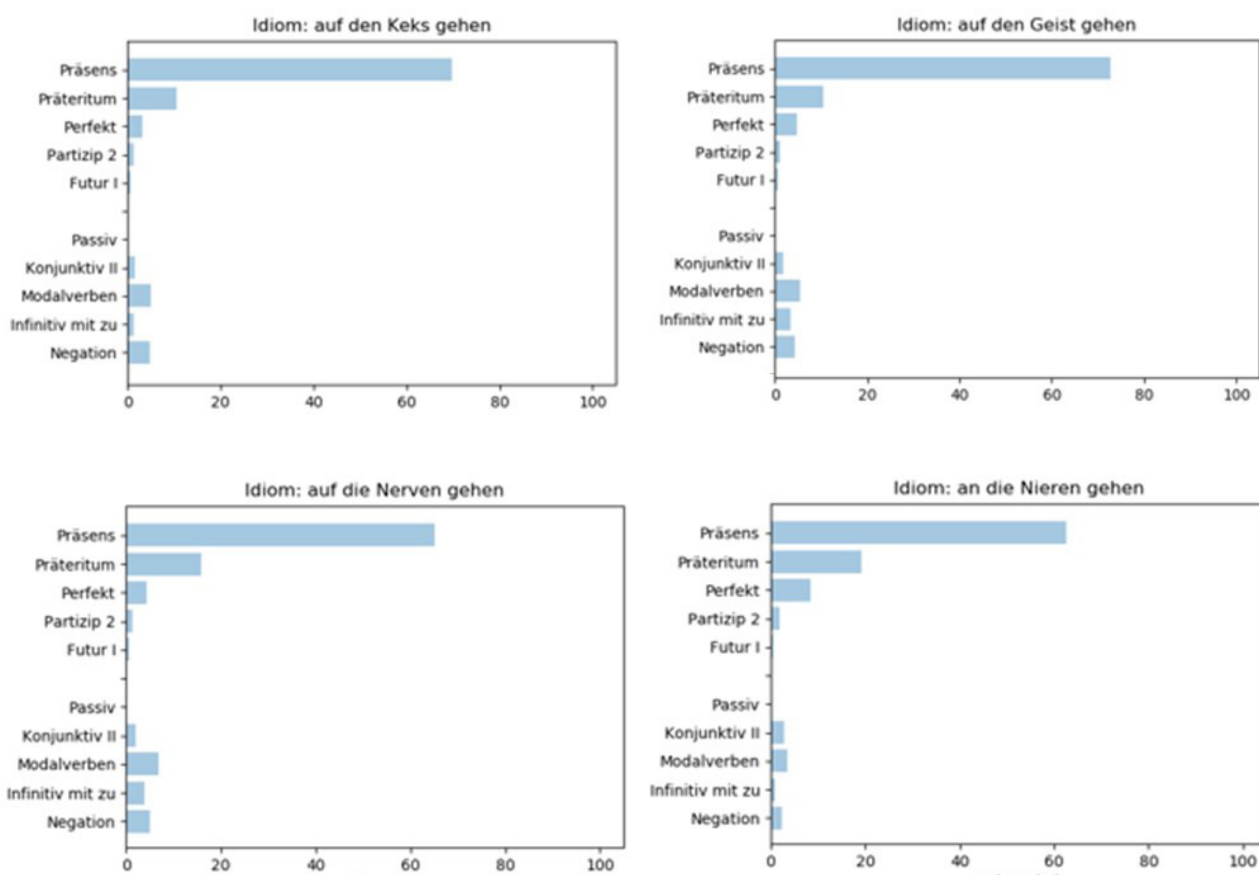 Idiom: auf den Keks gehen
Präsens
Präteritum
Perfekt
Partizip 2
Futur I
Passiv
Konjunktiv II
Modalverben
Infinitiv mit zu
Negation
0 20 40 60 80 100
Idiom: auf den Geist gehen
Präsens
Präteritum
Perfekt
Partizip 2
Futur I
Passiv
Konjunktiv II
Modalverben
Infinitiv mit zu
Negation
0 20 40 60 80 100
Idiom: auf die Nerven gehen
Präsens
Präteritum
Perfekt
Partizip 2
Futur I
Passiv
Konjunktiv II
Modalverben
Infinitiv mit zu
Negation
0 20 40 60 80 100
Idiom: an die Nieren gehen
Präsens
Präteritum
Perfekt
Partizip 2
Futur I
Passiv
Konjunktiv II
Modalverben
Infinitiv mit zu
Negation
0 20 40 60 80 100